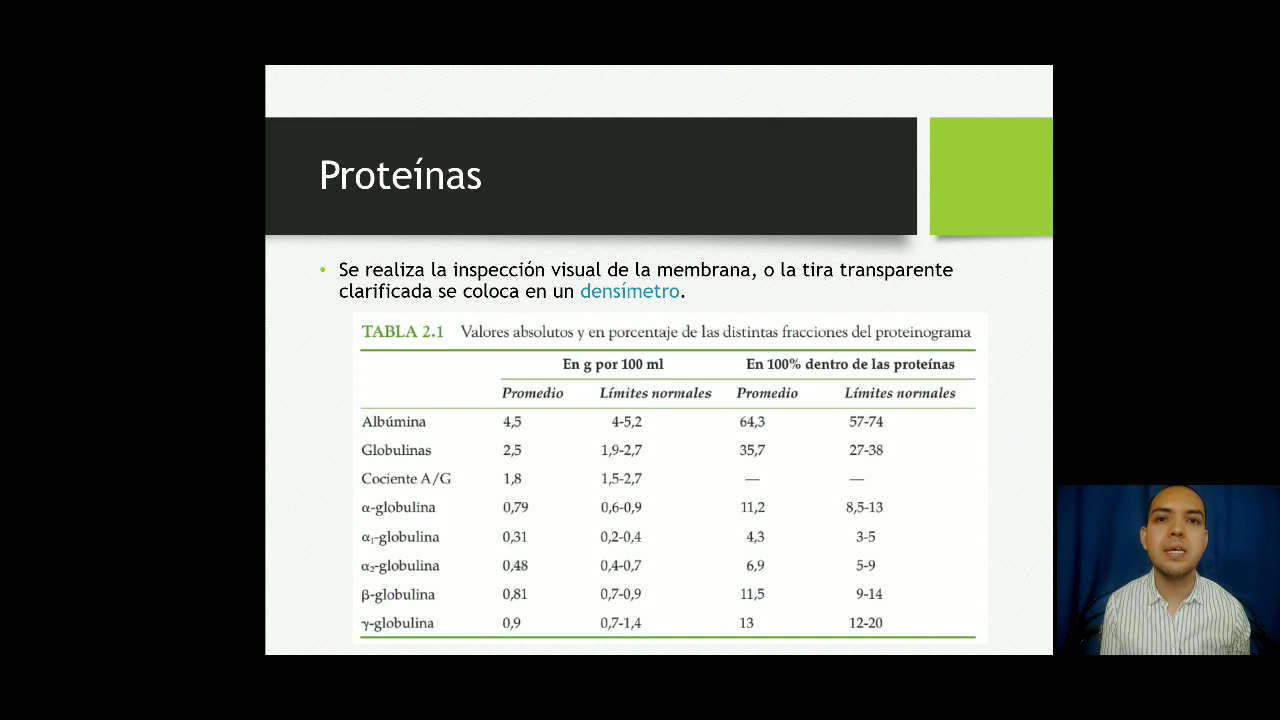 Proteínas
• Se realiza la inspección visual de la membrana, o la tira transparente
clarificada se coloca en un densímetro.
TABLA 2.1 Valores absolutos y en porcentaje de las distintas fracciones del proteinograma
En g por 100 ml En 100% dentro de las proteínas
Promedio Límites normales Promedio Límites normales
Albúmina 4,5 4-5,2 64,3 57-74
Globulinas 2,5 1,9-2,7 35,7 27-38
Cociente A/G 1,8 1,5-2,7 — —
α-globulina 0,79 0,6-0,9 11,2 8,5-13
α₁-globulina 0,31 0,2-0,4 4,3 3-5
α₂-globulina 0,48 0,4-0,7 6,9 5-9
β-globulina 0,81 0,7-0,9 11,5 9-14
γ-globulina 0,9 0,7-1,4 13 12-20